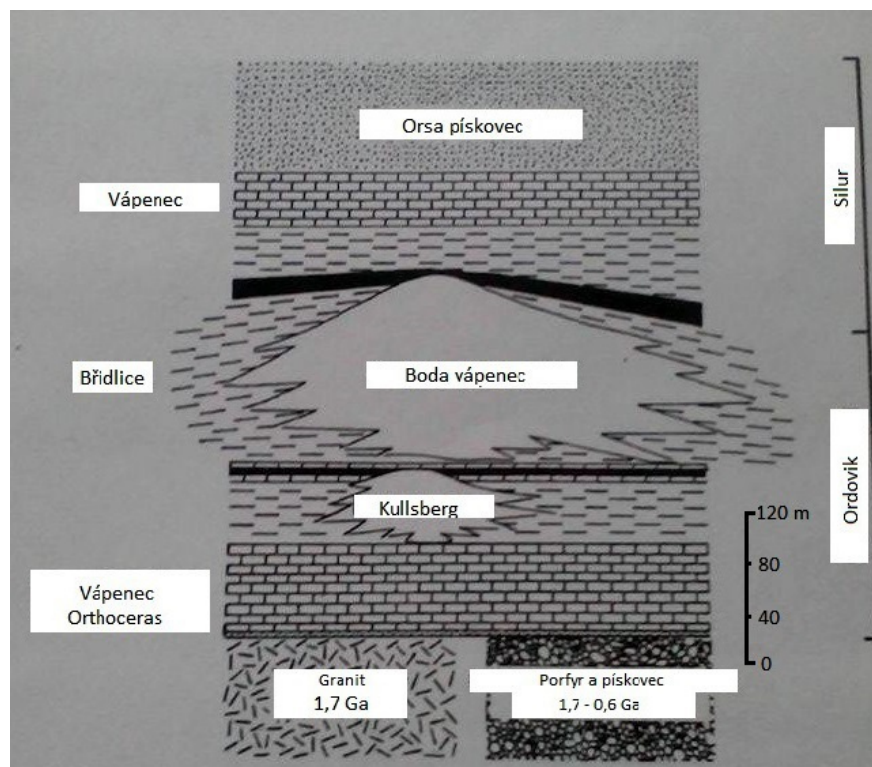 Orsa pískovec
Vápenec
Silur
Břidlice
Boda vápenec
Ordovik
Kullsberg
120 m
80
40
0
Vápenec
Orthoceras
Granit
1,7 Ga
Porfyr a pískovec
1,7 - 0,6 Ga